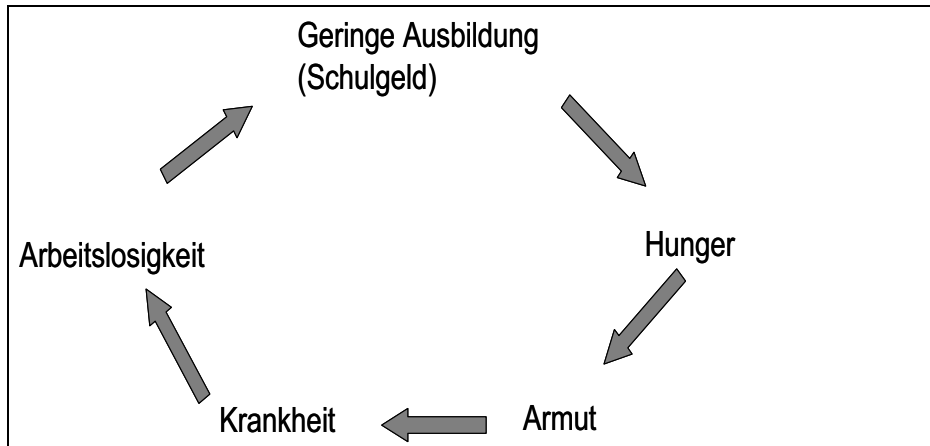 Geringe Ausbildung
(Schulgeld)
Hunger
Armut
Krankheit
Arbeitslosigkeit